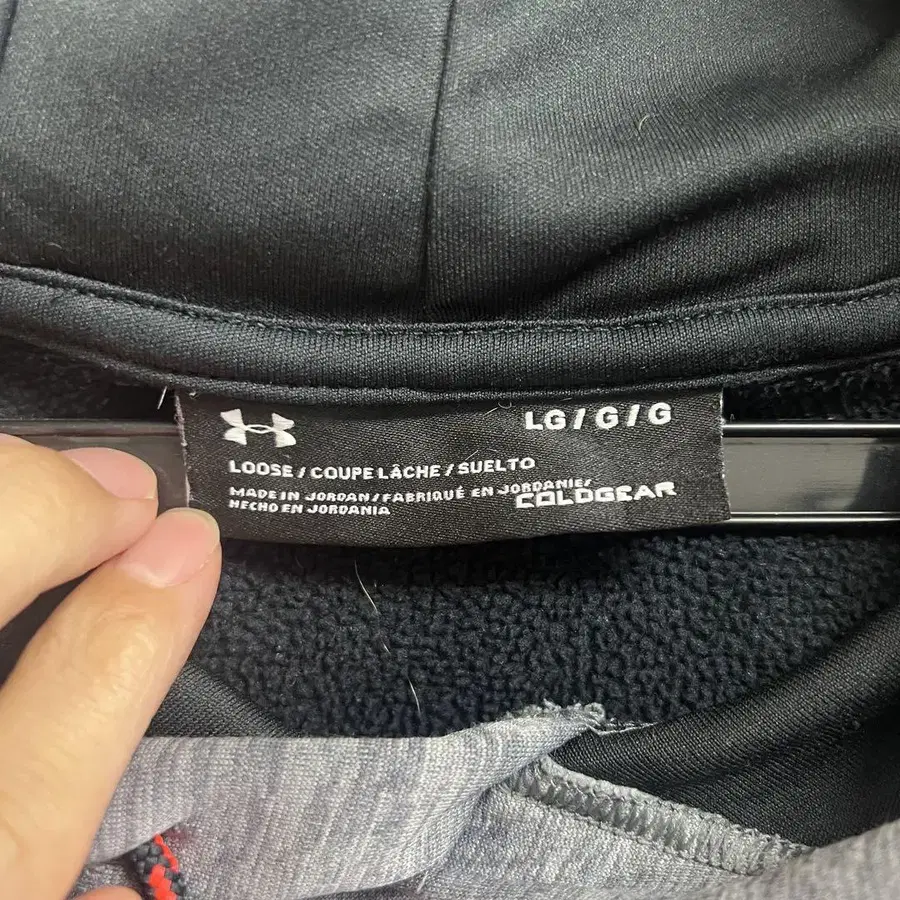 LG/G/G
LOOSE/COUPE LÂCHE/SUELTO
MADE IN JORDAN/FABRIQUÉ EN JORDANIE/
HECHO EN JORDANIA
COLDGEAR